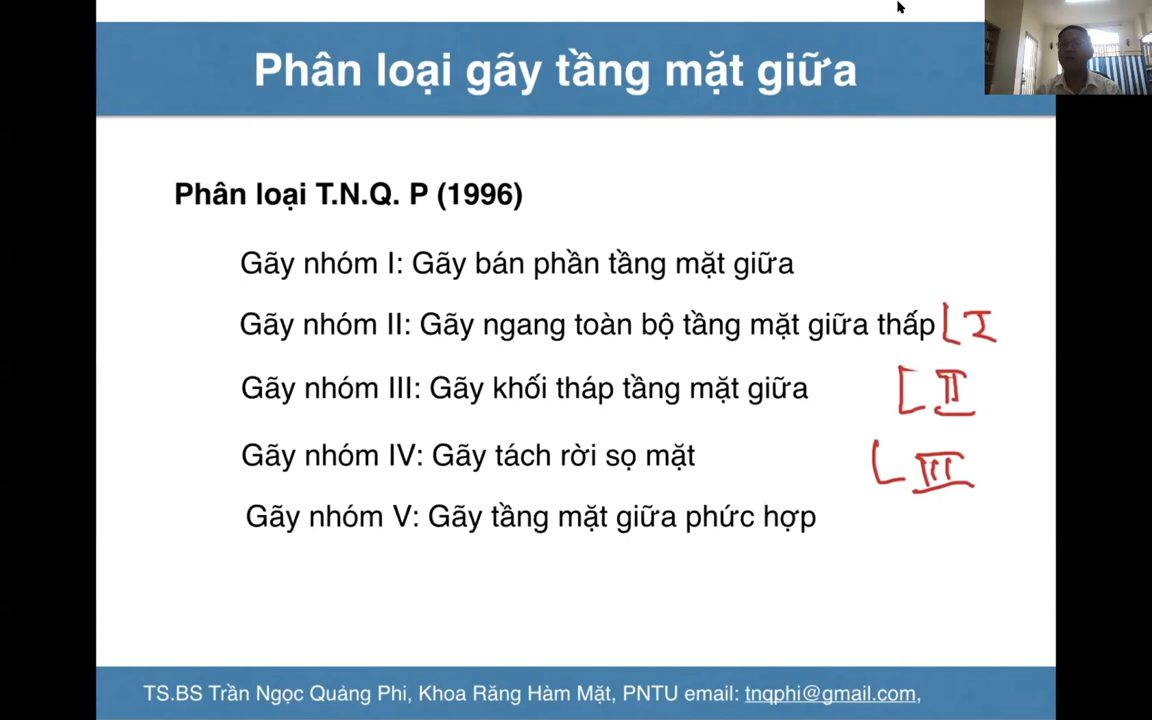 Phân loại gãy tầng mặt giữa
Phân loại T.N.Q. P (1996)
Gãy nhóm I: Gãy bán phần tầng mặt giữa
Gãy nhóm II: Gãy ngang toàn bộ tầng mặt giữa thấp L I
Gãy nhóm III: Gãy khối tháp tầng mặt giữa L II
Gãy nhóm IV: Gãy tách rời sọ mặt L III
Gãy nhóm V: Gãy tầng mặt giữa phức hợp
TS.BS Trần Ngọc Quảng Phi, Khoa Răng Hàm Mặt, PNTU email: tnqphi@gmail.com,